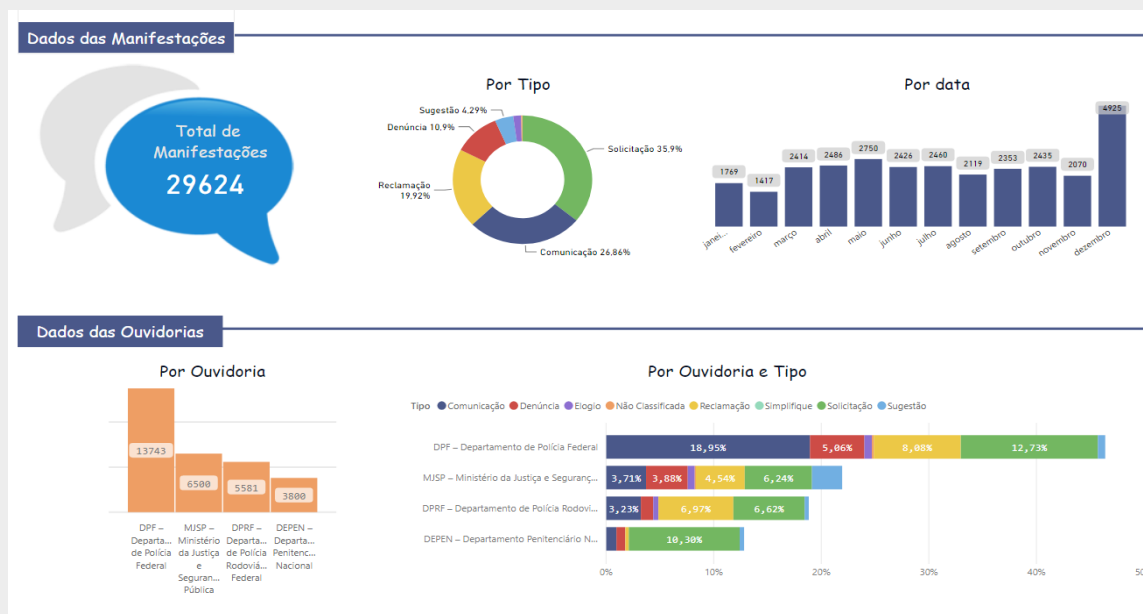 Dados das Manifestações
Total de
Manifestações
29624
Por Tipo
Sugestão 4,29%
Denúncia 10,9%
Solicitação 35,9%
Reclamação
19,92%
Comunicação 26,86%
Por data
1769
1417
2414
2486
2750
2426
2460
2119
2353
2435
2070
4925
janei...
fevereiro
março
abril
maio
junho
julho
agosto
setembro
outubro
novembro
dezembro
Dados das Ouvidorias
Por Ouvidoria
13743
6500
5581
3800
DPF –
Departa...
de Polícia
Federal
MJSP –
Ministério
da Justiça
e
Seguran...
Pública
DPRF –
Departa...
de Polícia
Rodoviá...
Federal
DEPEN –
Departa...
Penitenc...
Nacional
Por Ouvidoria e Tipo
Tipo Comunicação Denúncia Elogio Não Classificada Reclamação Simplifique Solicitação Sugestão
DPF – Departamento de Polícia Federal 18,95% 5,06% 8,08% 12,73%
MJSP – Ministério da Justiça e Seguranç... 3,71% 3,88% 4,54% 6,24%
DPRF – Departamento de Polícia Rodovi... 3,23% 6,97% 6,62%
DEPEN – Departamento Penitenciário N... 10,30%
0% 10% 20% 30% 40%